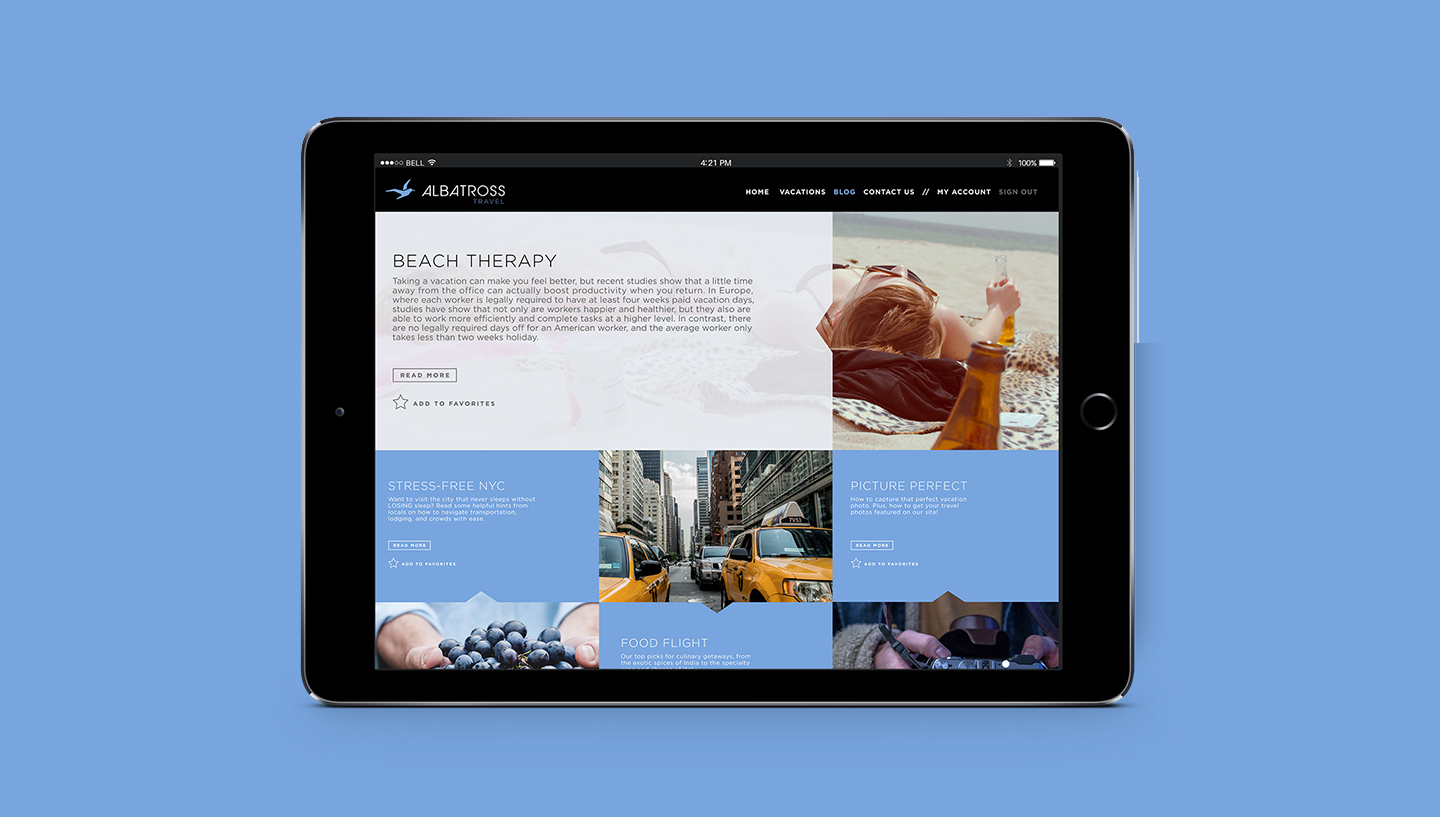 BELL
4:21 PM
100%
ALBATROSS
TRAVEL
HOME VACATIONS BLOG CONTACT US // MY ACCOUNT SIGN OUT
BEACH THERAPY
Taking a vacation can make you feel better, but recent studies show that a little time
away from the office can actually boost productivity when you return. In Europe,
where each worker is legally required to have at least four weeks paid vacation days,
studies have show that not only are workers happier and healthier, but they also are
able to work more efficiently and complete tasks at a higher level. In contrast, there
are no legally required days off for an American worker, and the average worker only
takes less than two weeks holiday.
READ MORE
ADD TO FAVORITES
STRESS-FREE NYC
Want to visit the city that never sleeps without
LOSING sleep? Read some helpful hints from
locals on how to navigate transportation,
lodging, and crowds with ease.
READ MORE
ADD TO FAVORITES
TV53
PICTURE PERFECT
How to capture that perfect vacation
photo. Plus, how to get your travel
photos featured on our site!
READ MORE
ADD TO FAVORITES
FOOD FLIGHT
Our top picks for culinary getaways, from
the exotic spices of India to the specialty